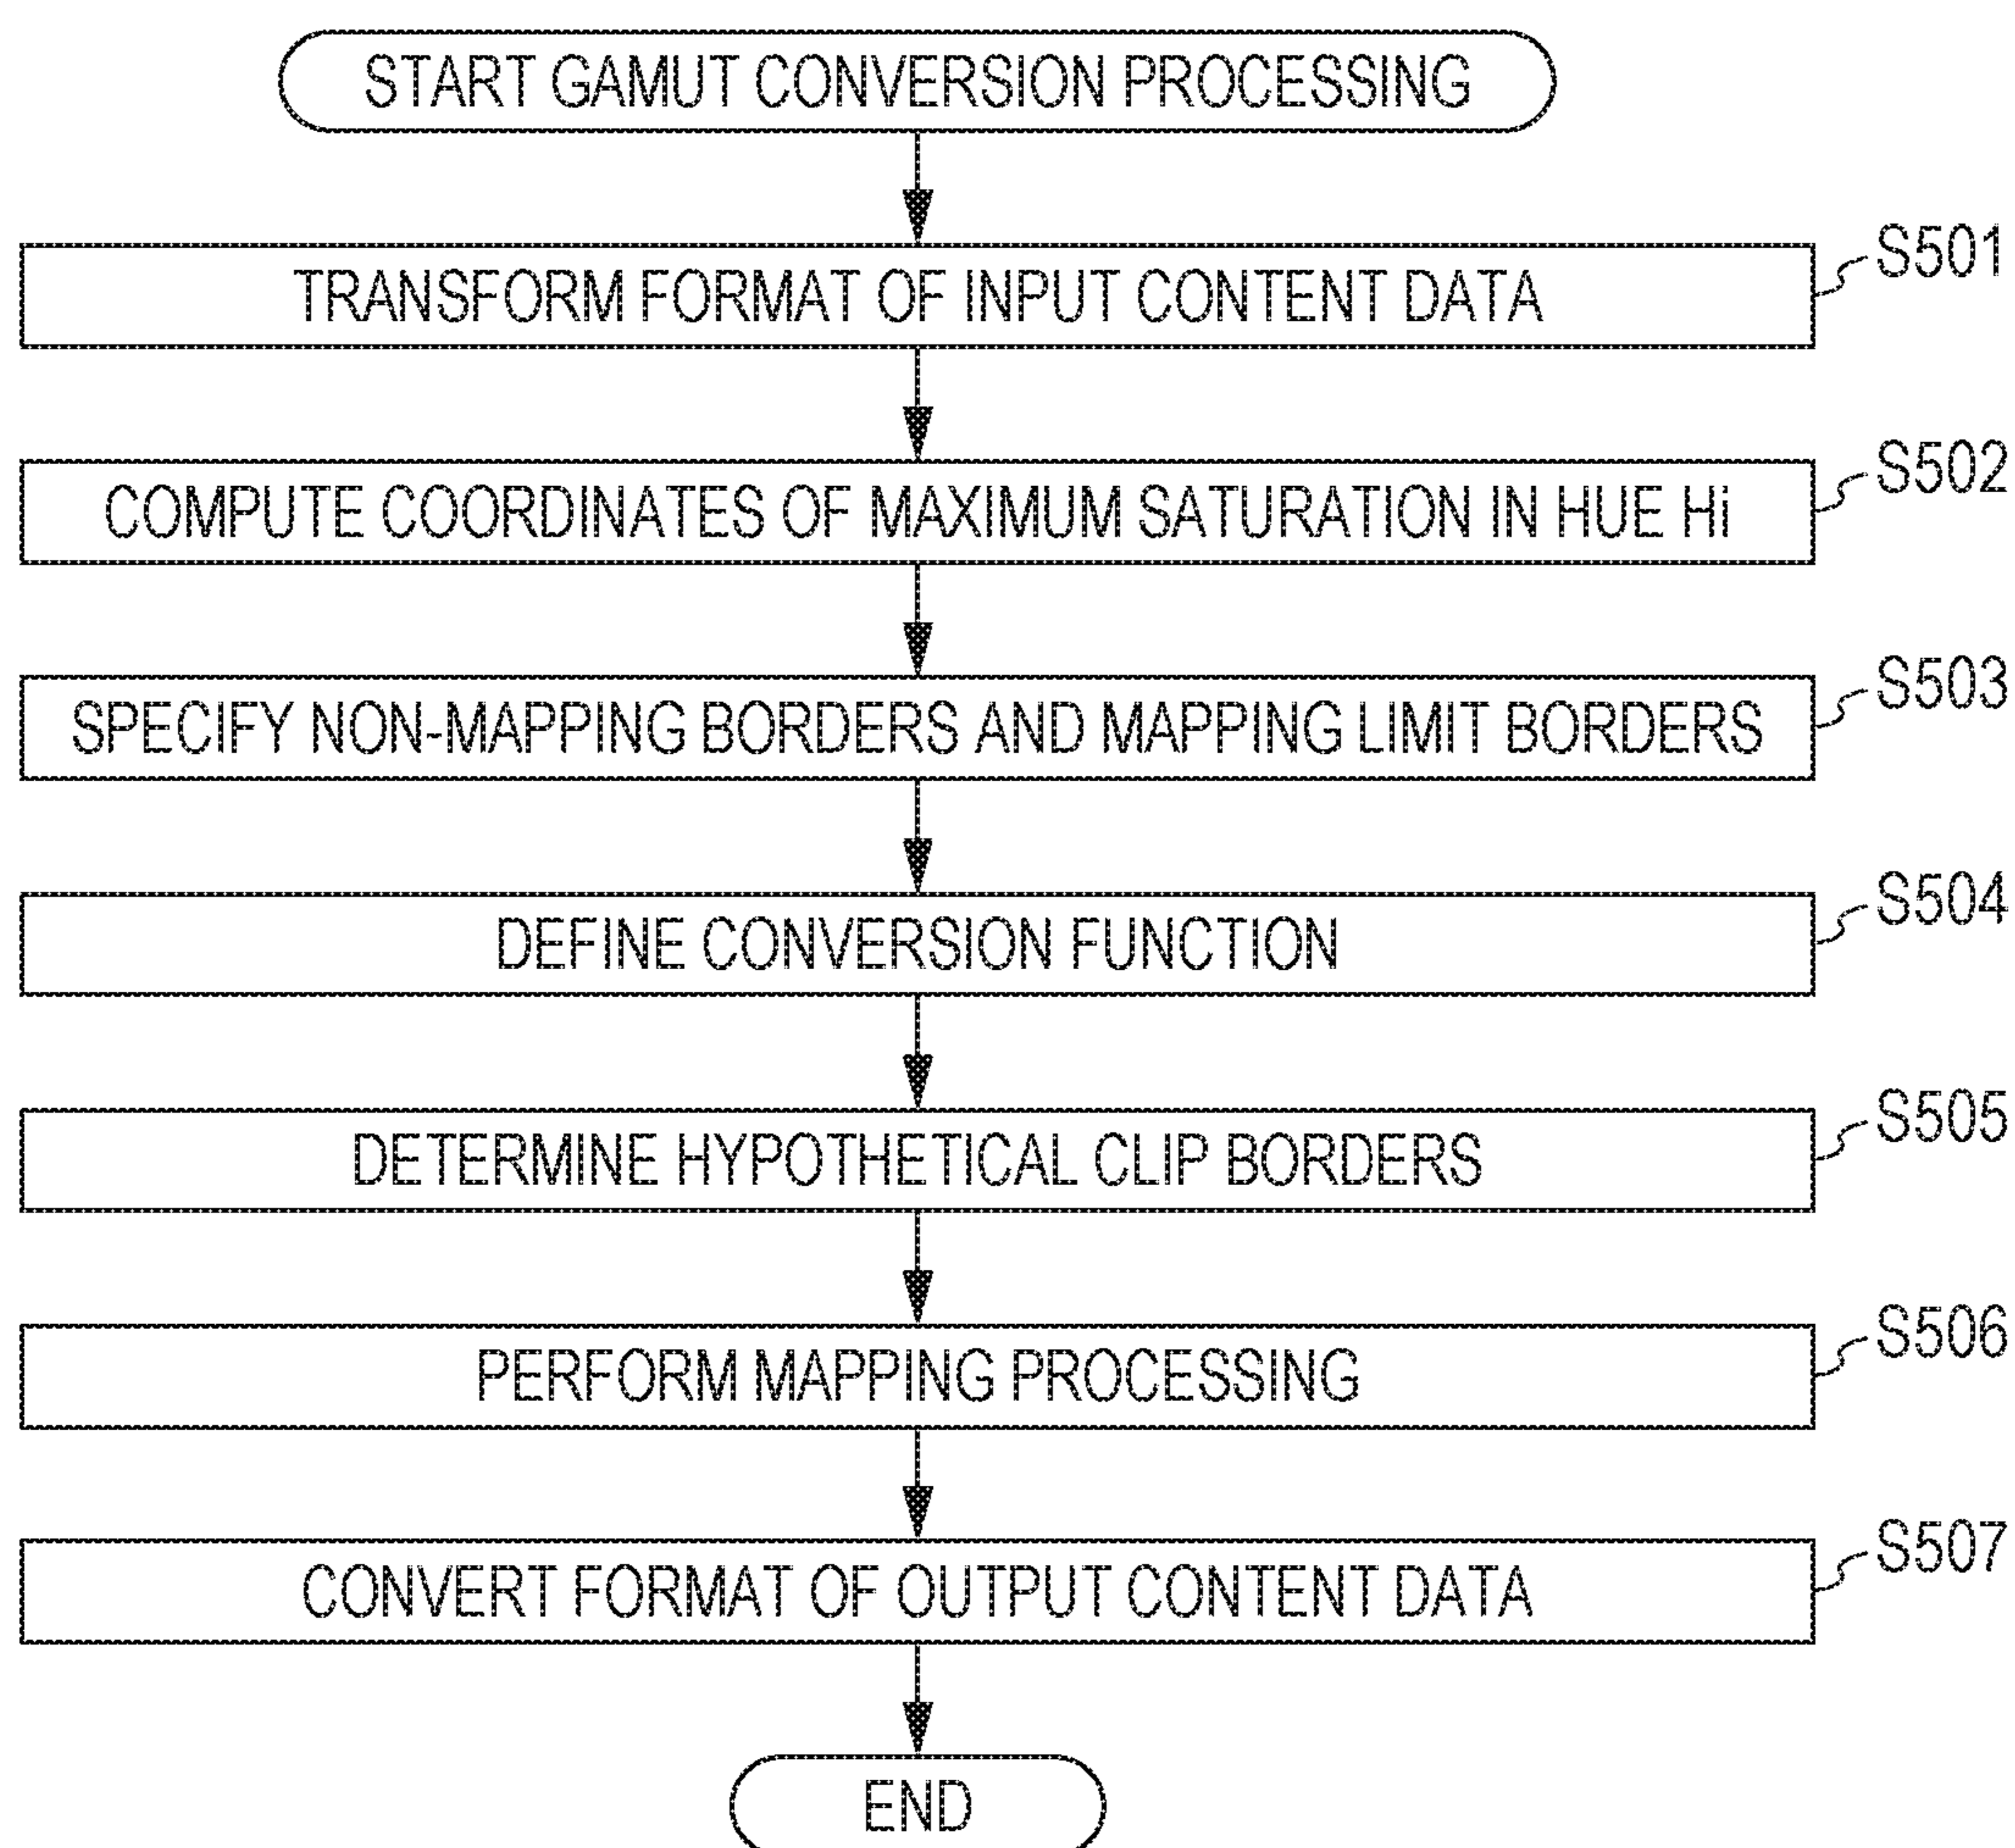 START GAMUT CONVERSION PROCESSING
TRANSFORM FORMAT OF INPUT CONTENT DATA
S501
COMPUTE COORDINATES OF MAXIMUM SATURATION IN HUE Hi
S502
SPECIFY NON-MAPPING BORDERS AND MAPPING LIMIT BORDERS
S503
DEFINE CONVERSION FUNCTION
S504
DETERMINE HYPOTHETICAL CLIP BORDERS
S505
PERFORM MAPPING PROCESSING
S506
CONVERT FORMAT OF OUTPUT CONTENT DATA
S507
END